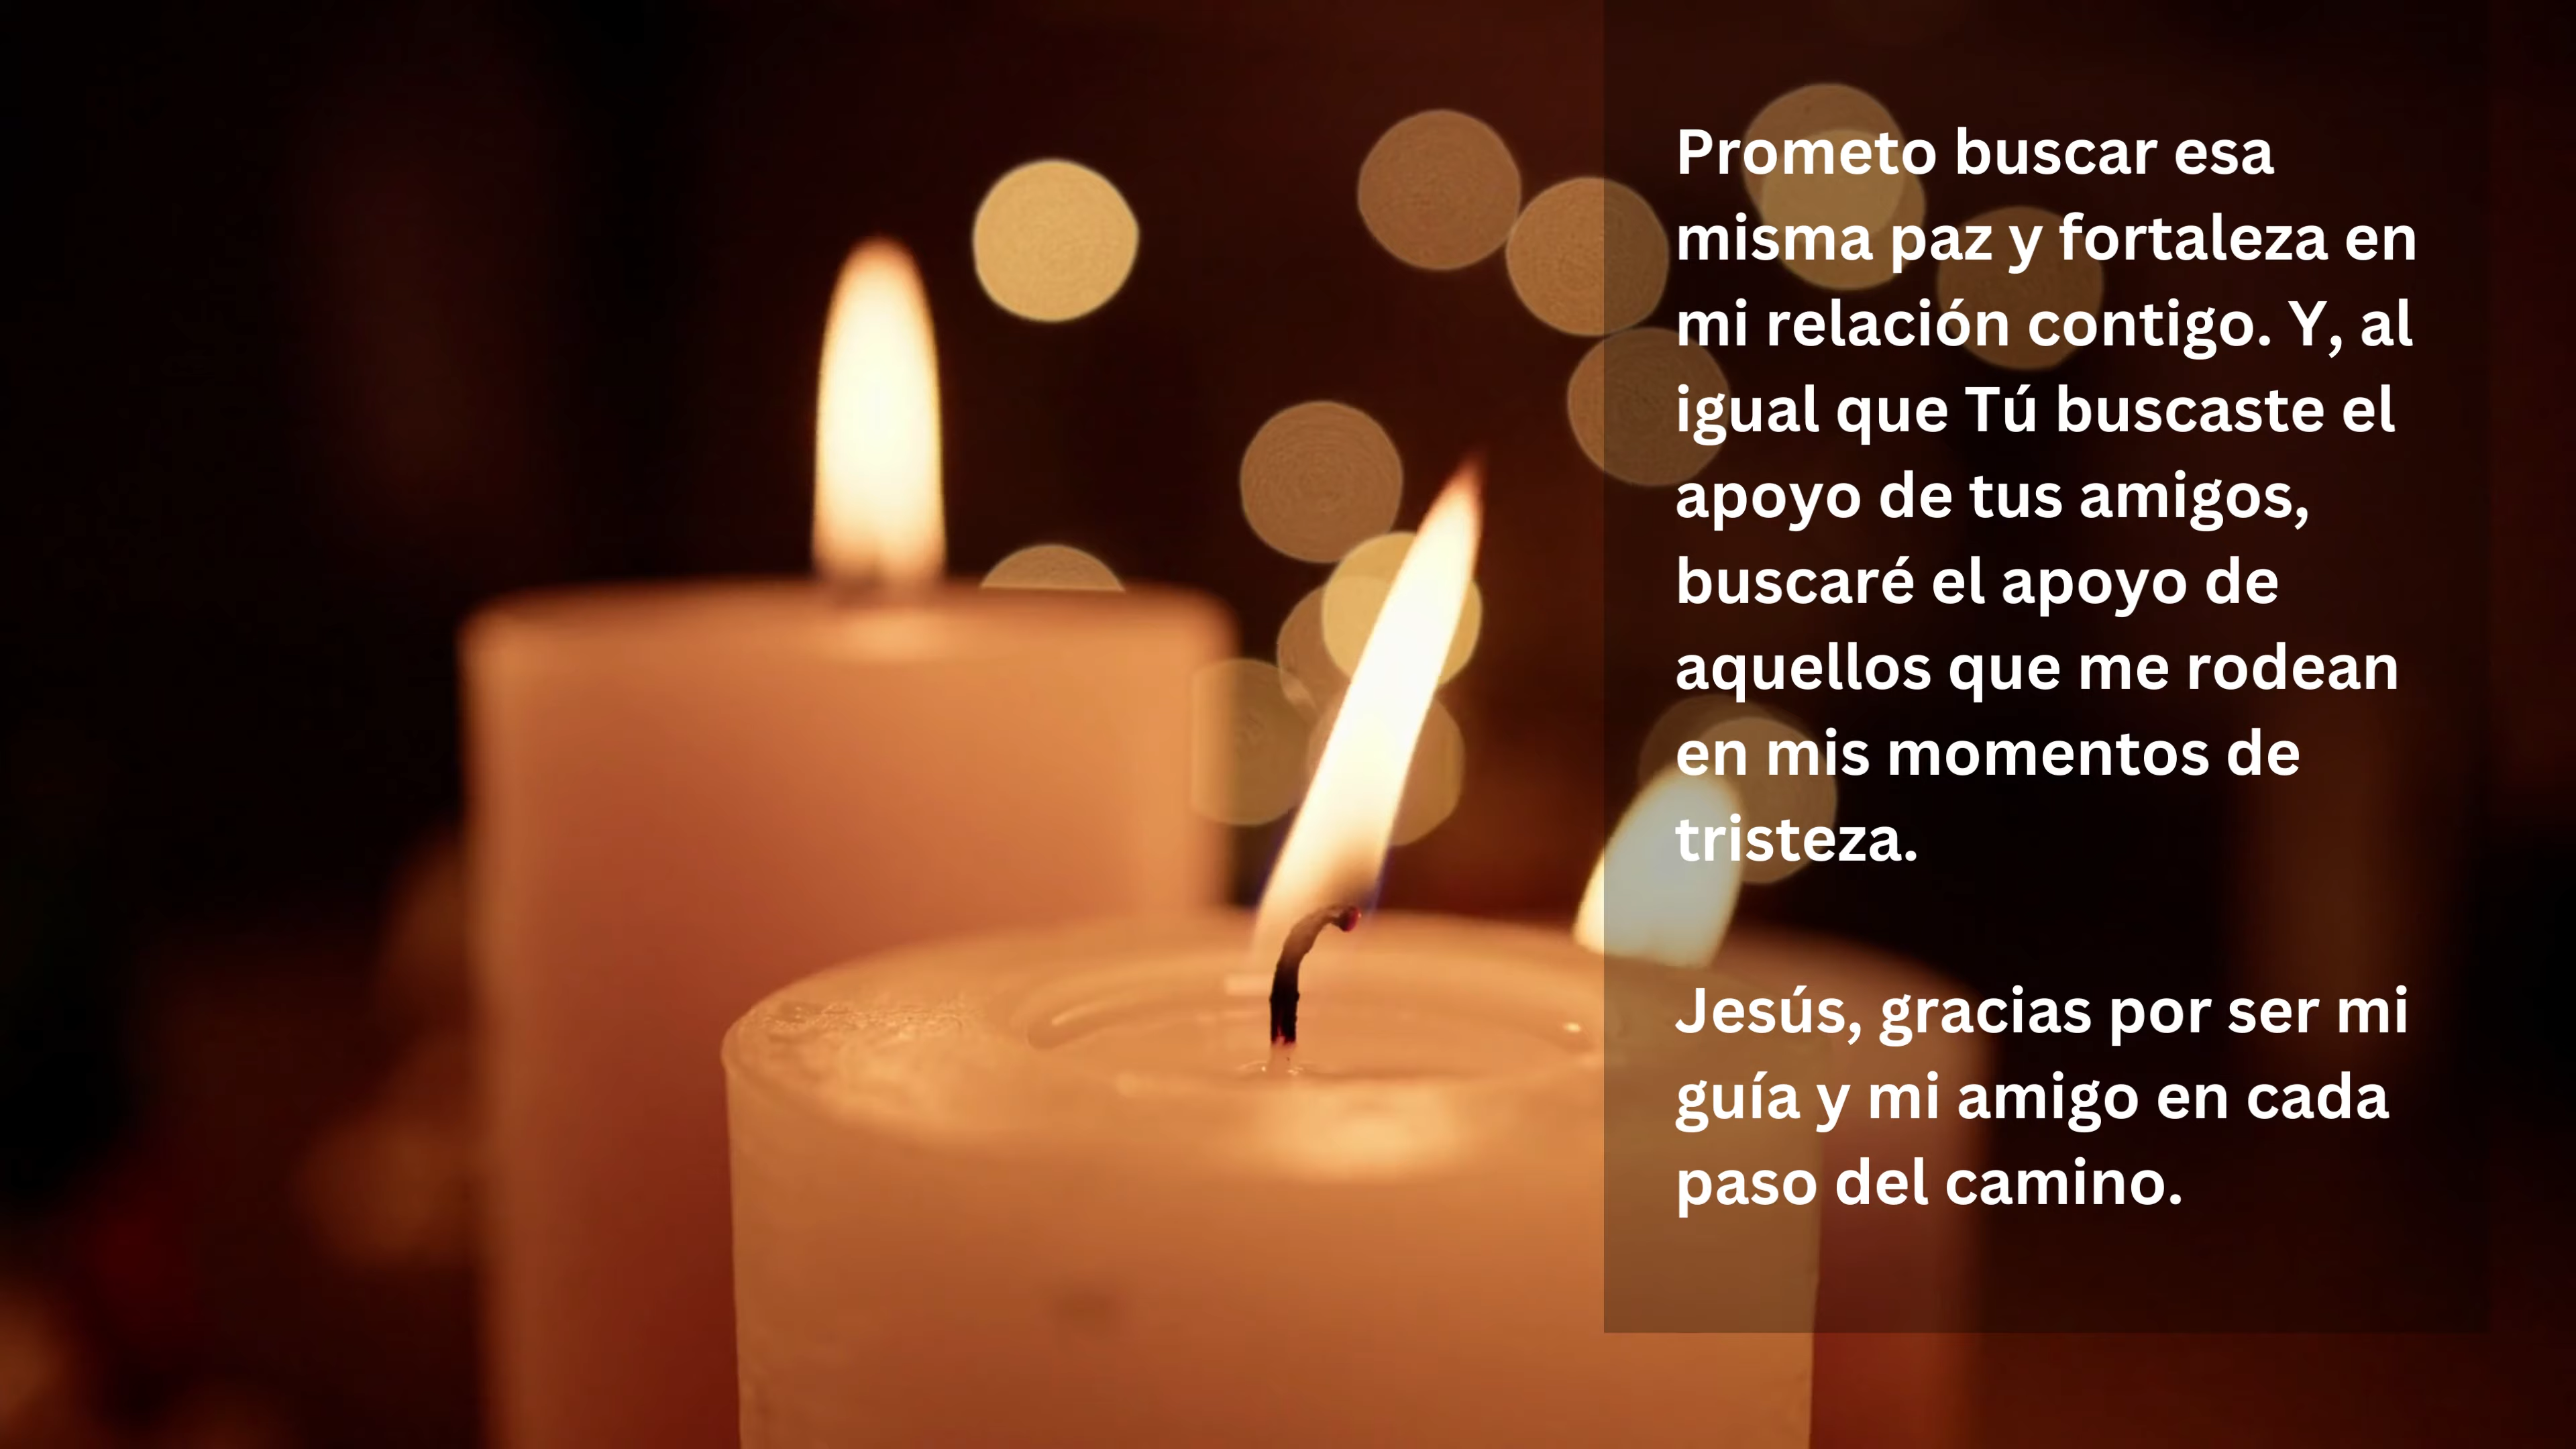 Prometo buscar esa
misma paz y fortaleza en
mi relación contigo. Y, al
igual que Tú buscaste el
apoyo de tus amigos,
buscaré el apoyo de
aquellos que me rodean
en mis momentos de
tristeza.
Jesús, gracias por ser mi
guía y mi amigo en cada
paso del camino.